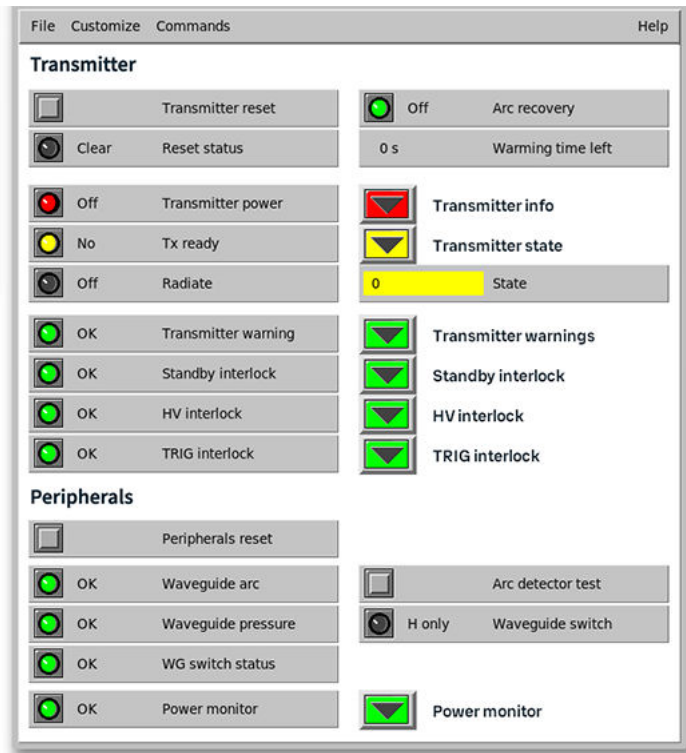 File Customize Commands Help
Transmitter
Transmitter reset
Off Arc recovery
Clear Reset status
0 s Warming time left
Off Transmitter power
Transmitter info
No Tx ready
Transmitter state
Off Radiate
0 State
OK Transmitter warning
Transmitter warnings
OK Standby interlock
Standby interlock
OK HV interlock
HV interlock
OK TRIG interlock
TRIG interlock
Peripherals
Peripherals reset
OK Waveguide arc
Arc detector test
OK Waveguide pressure
H only Waveguide switch
OK WG switch status
OK Power monitor
Power monitor